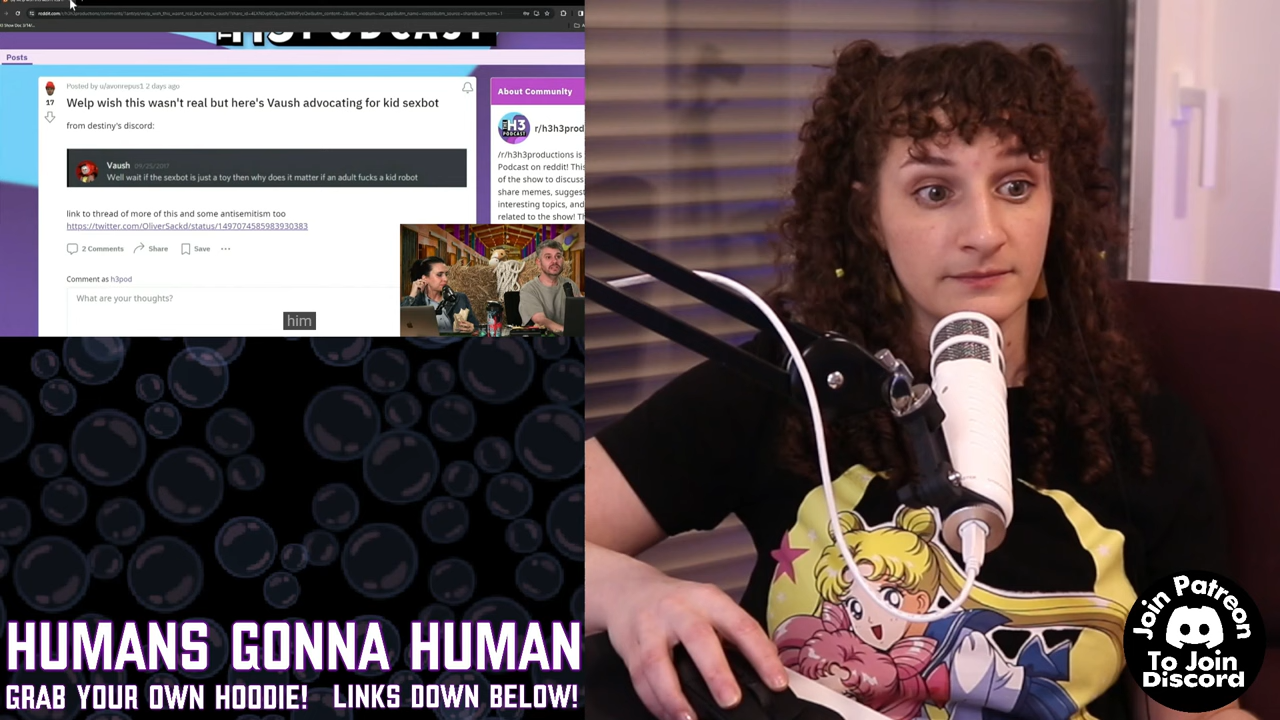 H3 PODCAST
Posts
Posted by u/avonrepus1 2 days ago
17
Welp wish this wasn't real but here's Vaush advocating for kid sexbot
from destiny's discord:
Vaush 09/25/2017
Well wait if the sexbot is just a toy then why does it matter if an adult fucks a kid robot
link to thread of more of this and some antisemitism too
https://twitter.com/OliverSackd/status/1497074585983930383
2 Comments Share Save
Comment as h3pod
What are your thoughts?
him
About Community
H3
PODCAST
r/h3h3prod
/r/h3h3productions is
Podcast on reddit! This
of the show to discuss
share memes, suggest
interesting topics, and
related to the show!
HUMANS GONNA HUMAN
GRAB YOUR OWN HOODIE! LINKS DOWN BELOW!
Join Patreon
To Join
Discord